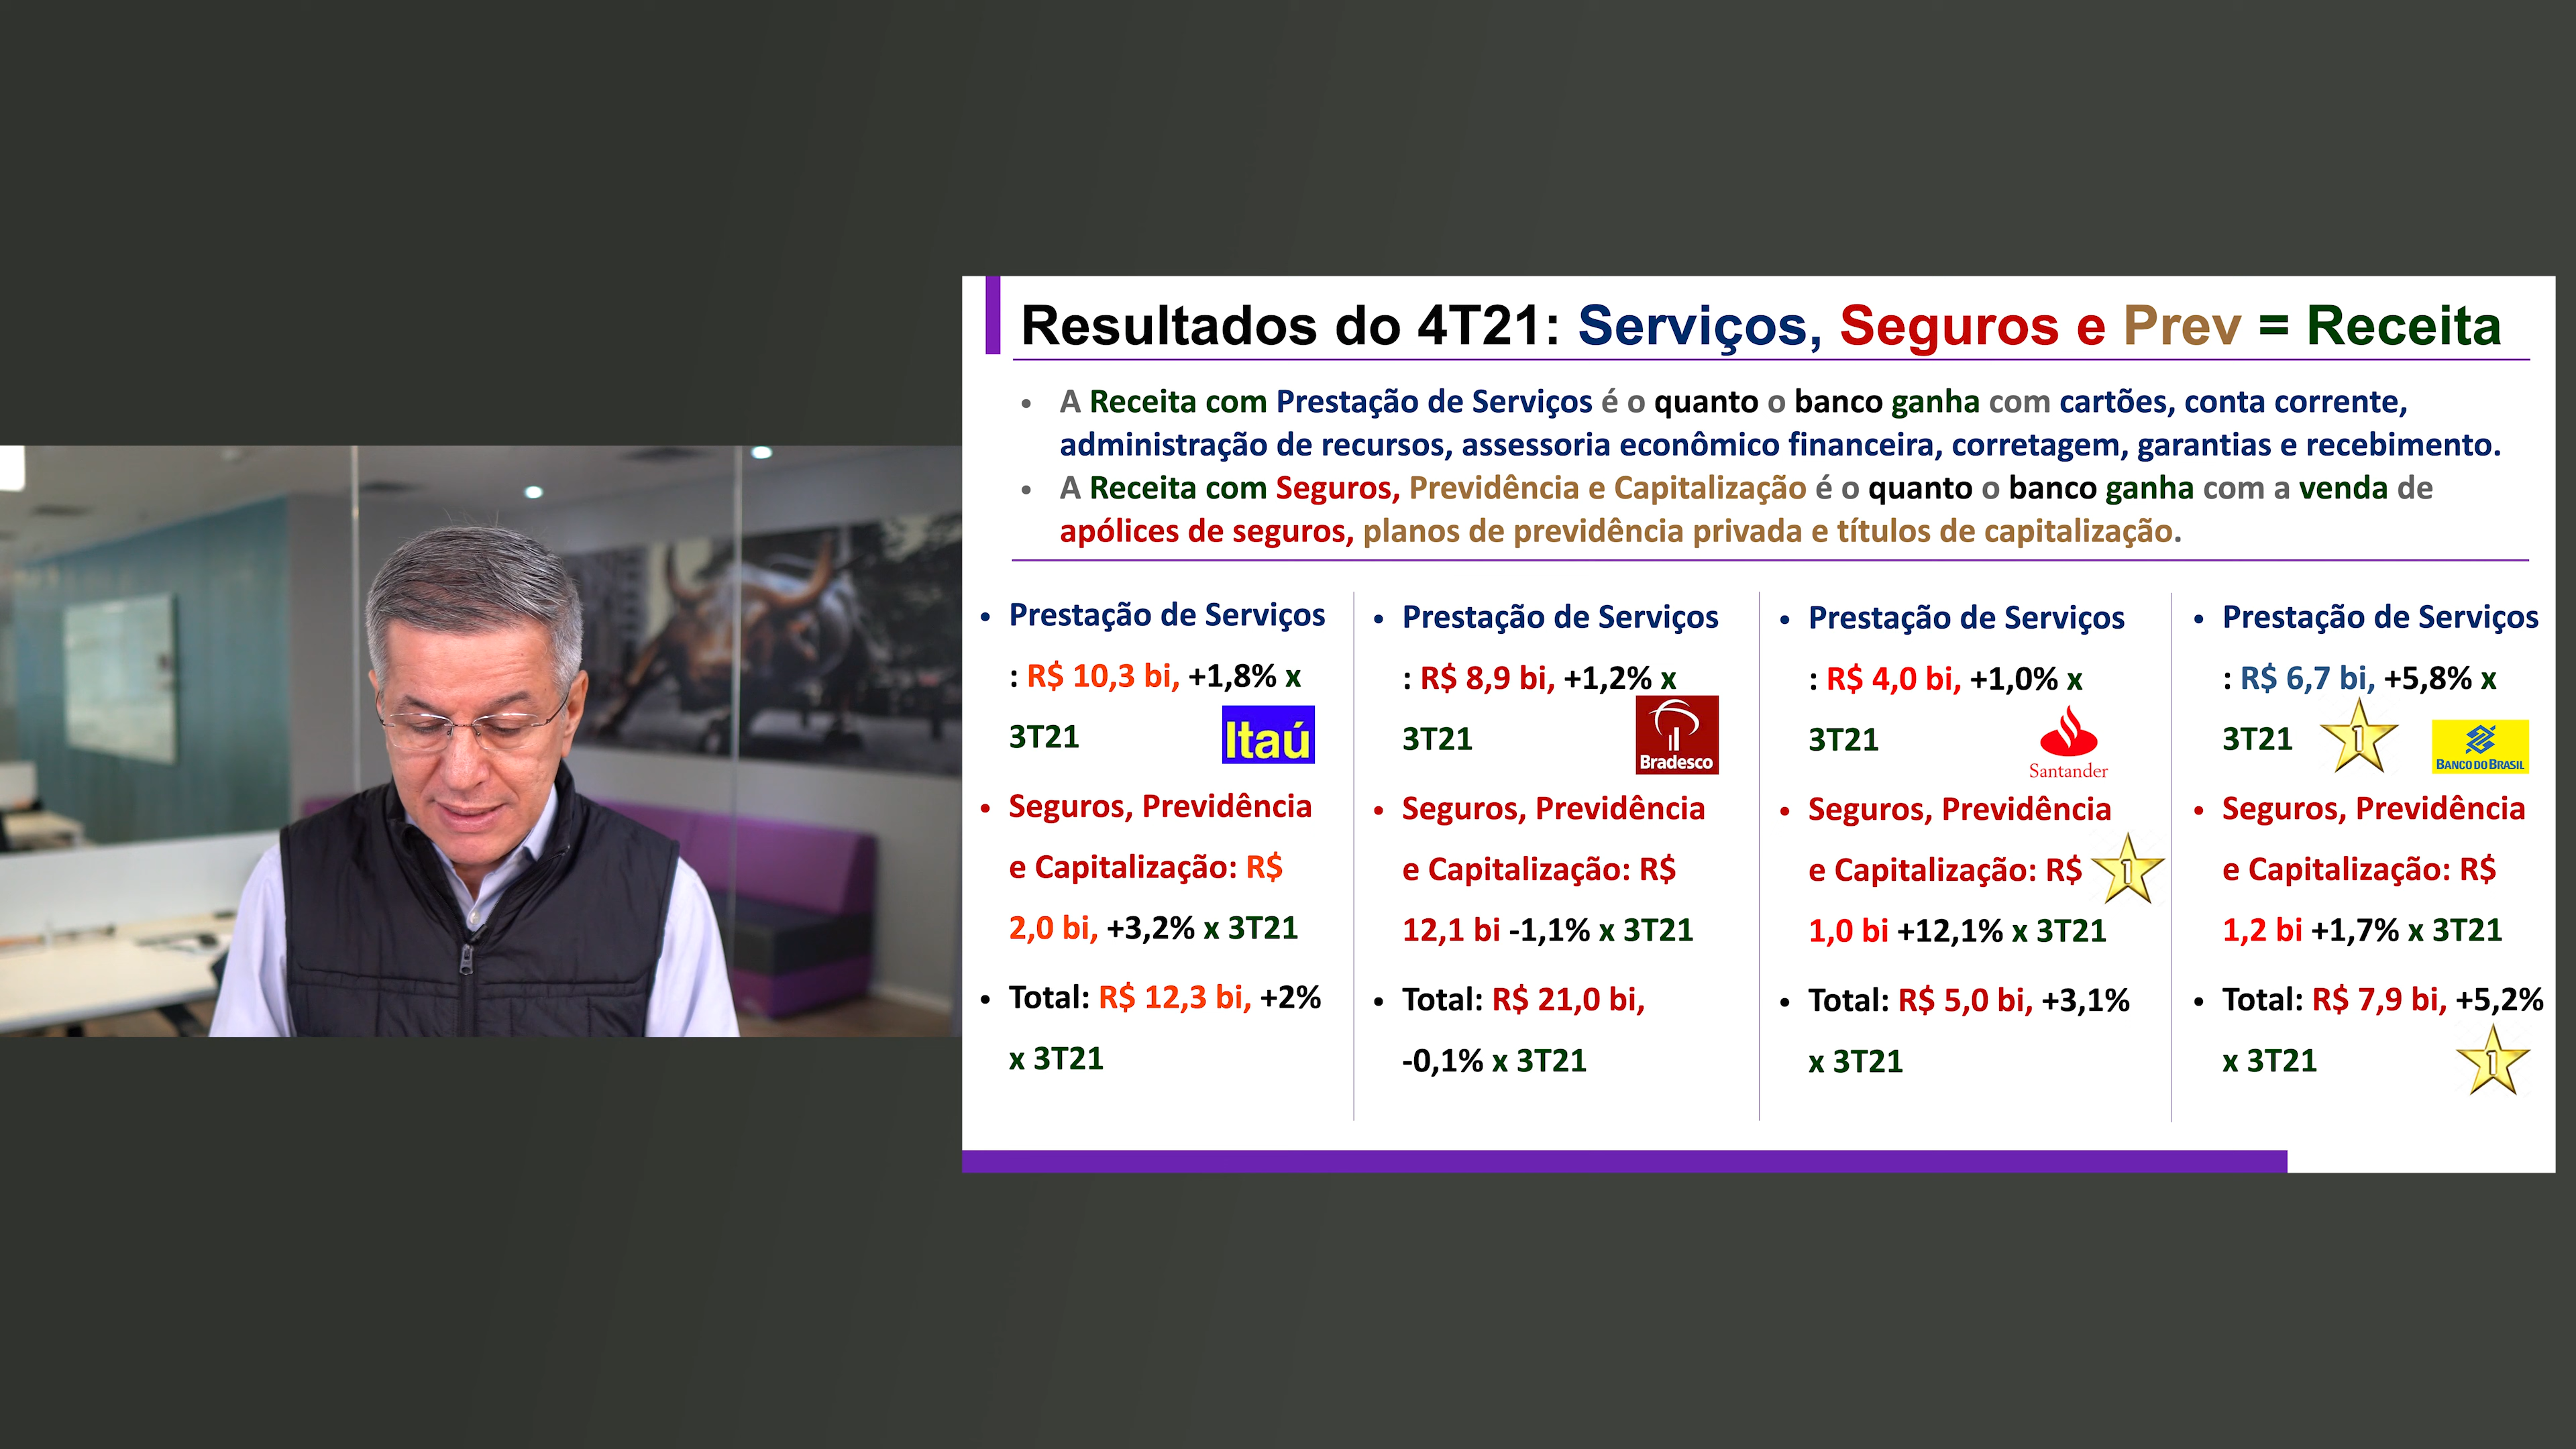 Resultados do 4T21: Serviços, Seguros e Prev = Receita
• A Receita com Prestação de Serviços é o quanto o banco ganha com cartões, conta corrente,
administração de recursos, assessoria econômico financeira, corretagem, garantias e recebimento.
• A Receita com Seguros, Previdência e Capitalização é o quanto o banco ganha com a venda de
apólices de seguros, planos de previdência privada e títulos de capitalização.
• Prestação de Serviços
: R$ 10,3 bi, +1,8% x
3T21
Itaú
• Seguros, Previdência
e Capitalização: R$
2,0 bi, +3,2% x 3T21
• Total: R$ 12,3 bi, +2%
x 3T21
• Prestação de Serviços
: R$ 8,9 bi, +1,2% x
3T21
Bradesco
• Seguros, Previdência
e Capitalização: R$
12,1 bi -1,1% x 3T21
• Total: R$ 21,0 bi,
-0,1% x 3T21
• Prestação de Serviços
: R$ 4,0 bi, +1,0% x
3T21
Santander
• Seguros, Previdência
e Capitalização: R$
1
1,0 bi +12,1% x 3T21
• Total: R$ 5,0 bi, +3,1%
x 3T21
• Prestação de Serviços
: R$ 6,7 bi, +5,8% x
3T21
1
BANCO DO BRASIL
• Seguros, Previdência
e Capitalização: R$
1,2 bi +1,7% x 3T21
• Total: R$ 7,9 bi, +5,2%
x 3T21
1